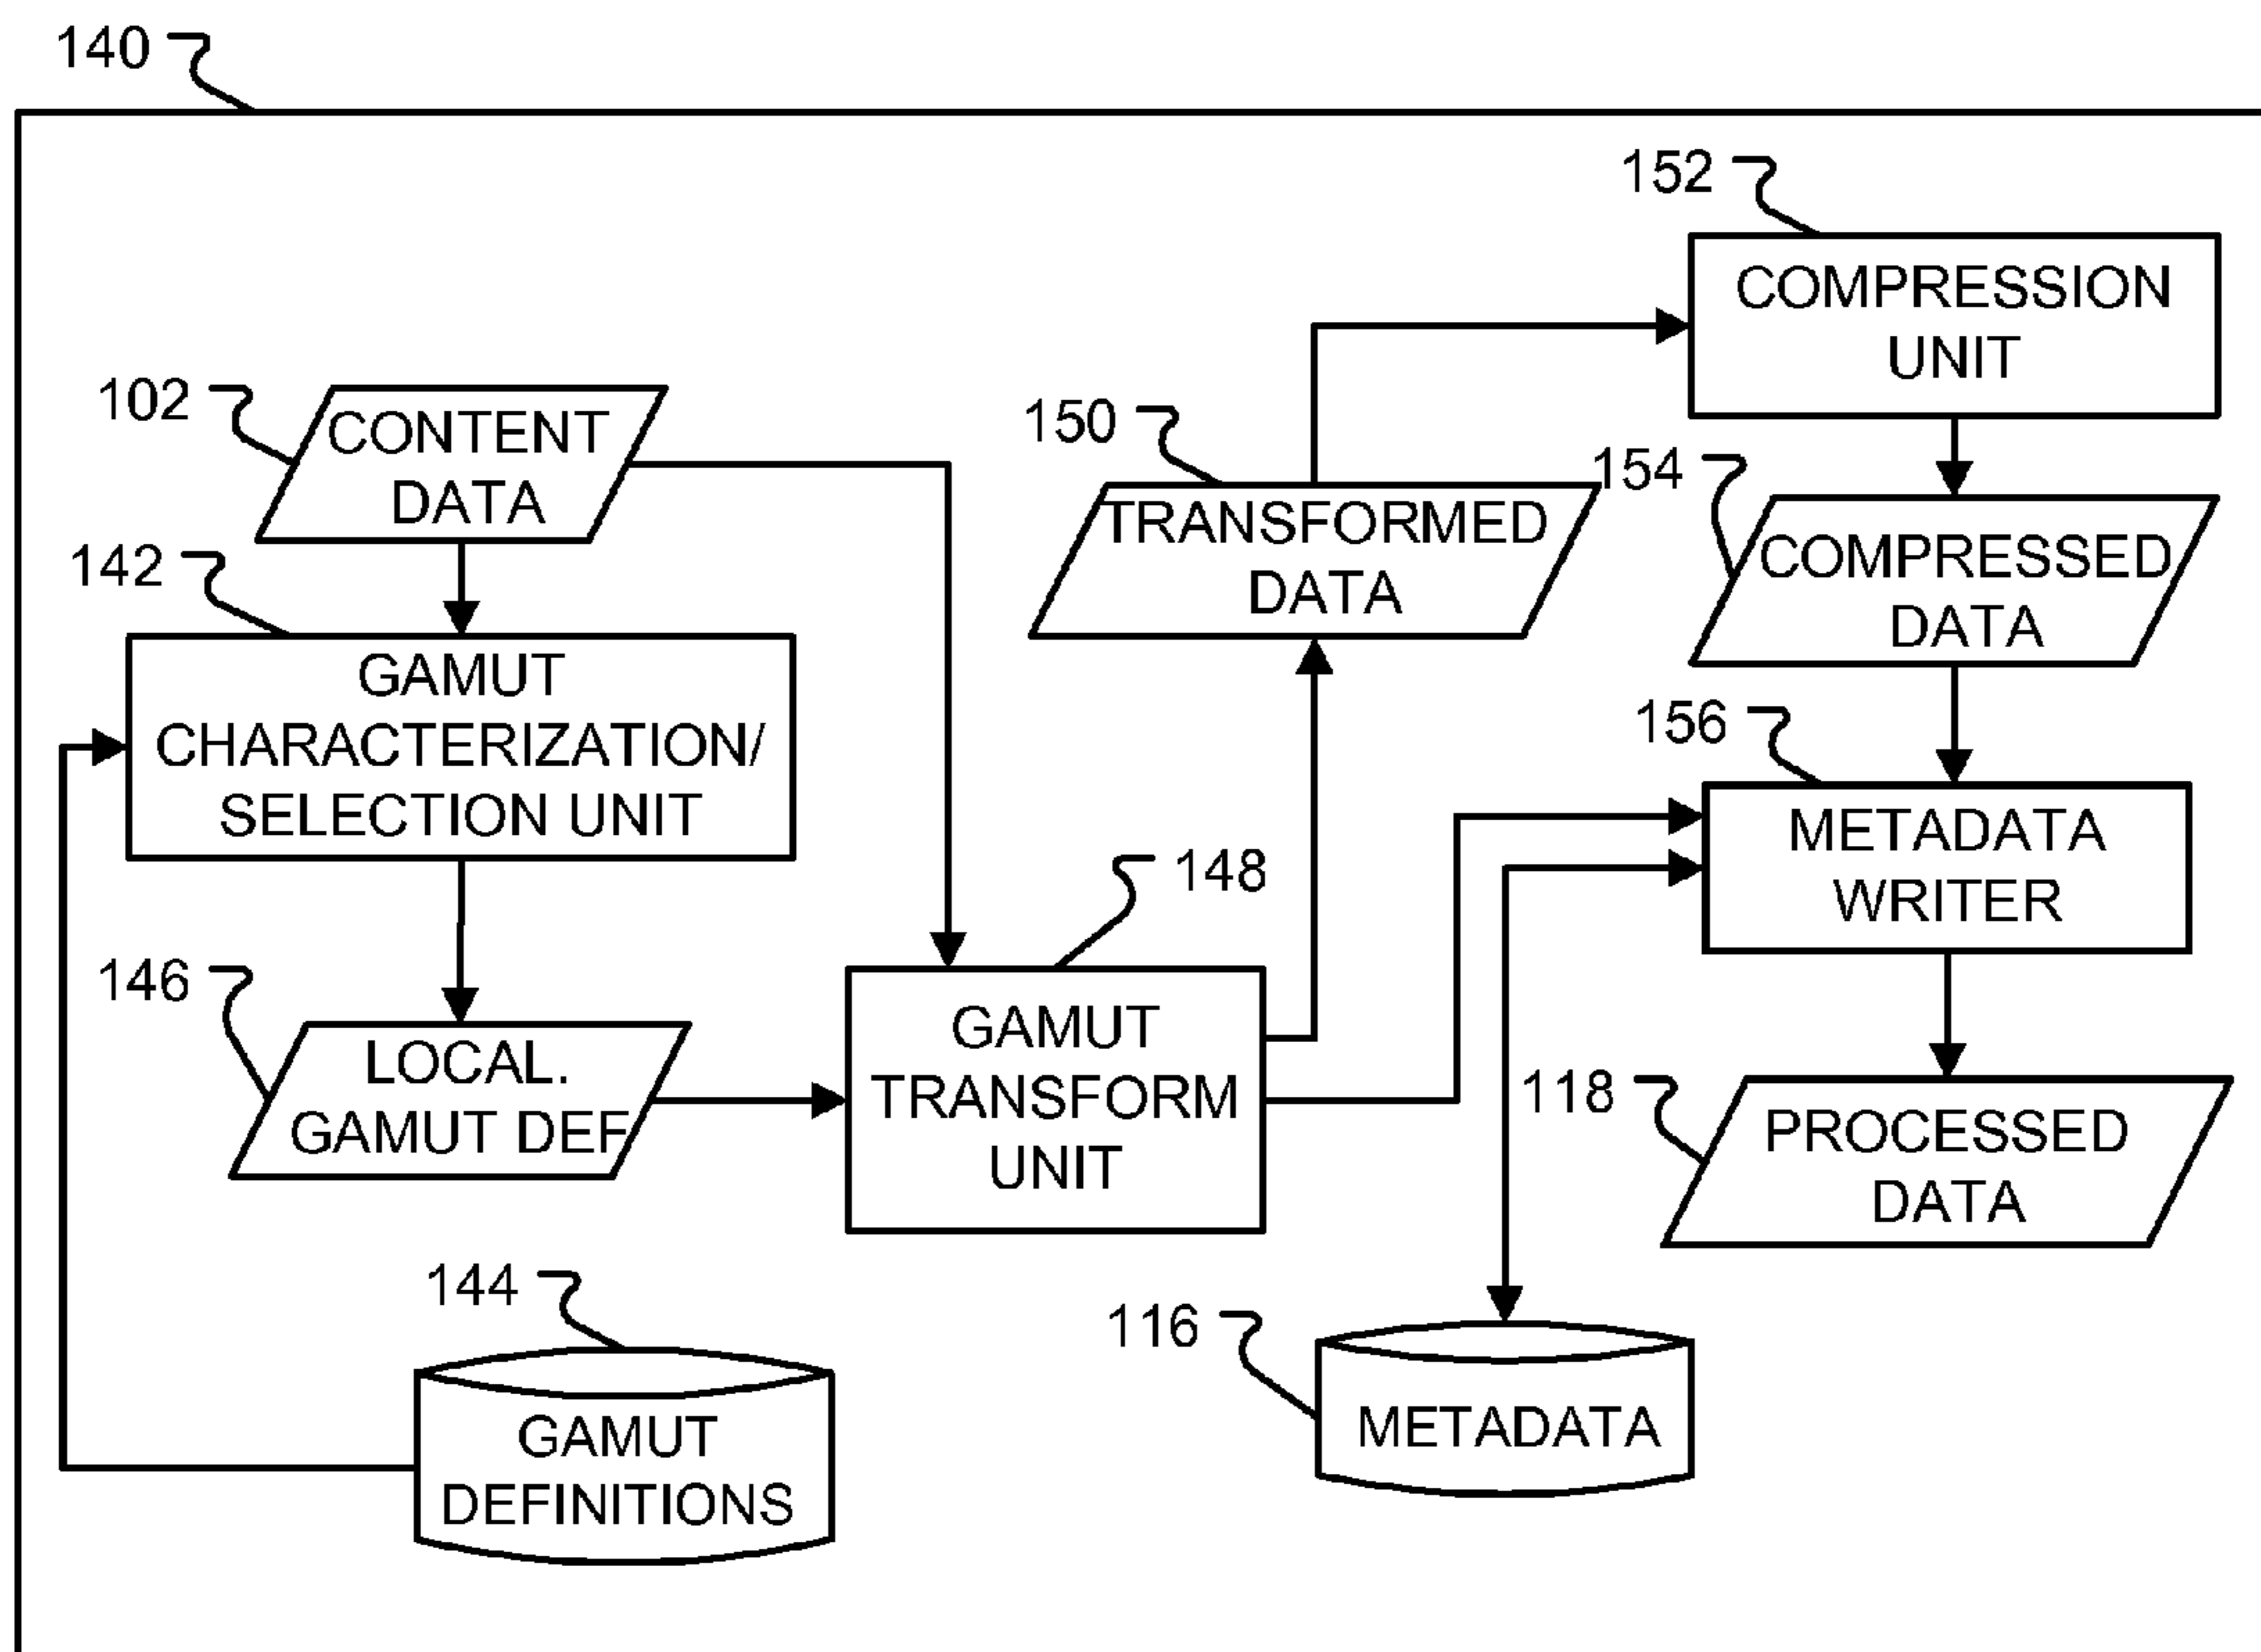 140
152
COMPRESSION
UNIT
102
CONTENT
DATA
150
TRANSFORMED
DATA
154
COMPRESSED
DATA
142
GAMUT
CHARACTERIZATION/
SELECTION UNIT
156
METADATA
WRITER
148
GAMUT
TRANSFORM
UNIT
146
LOCAL.
GAMUT DEF
118
PROCESSED
DATA
144
GAMUT
DEFINITIONS
116
METADATA